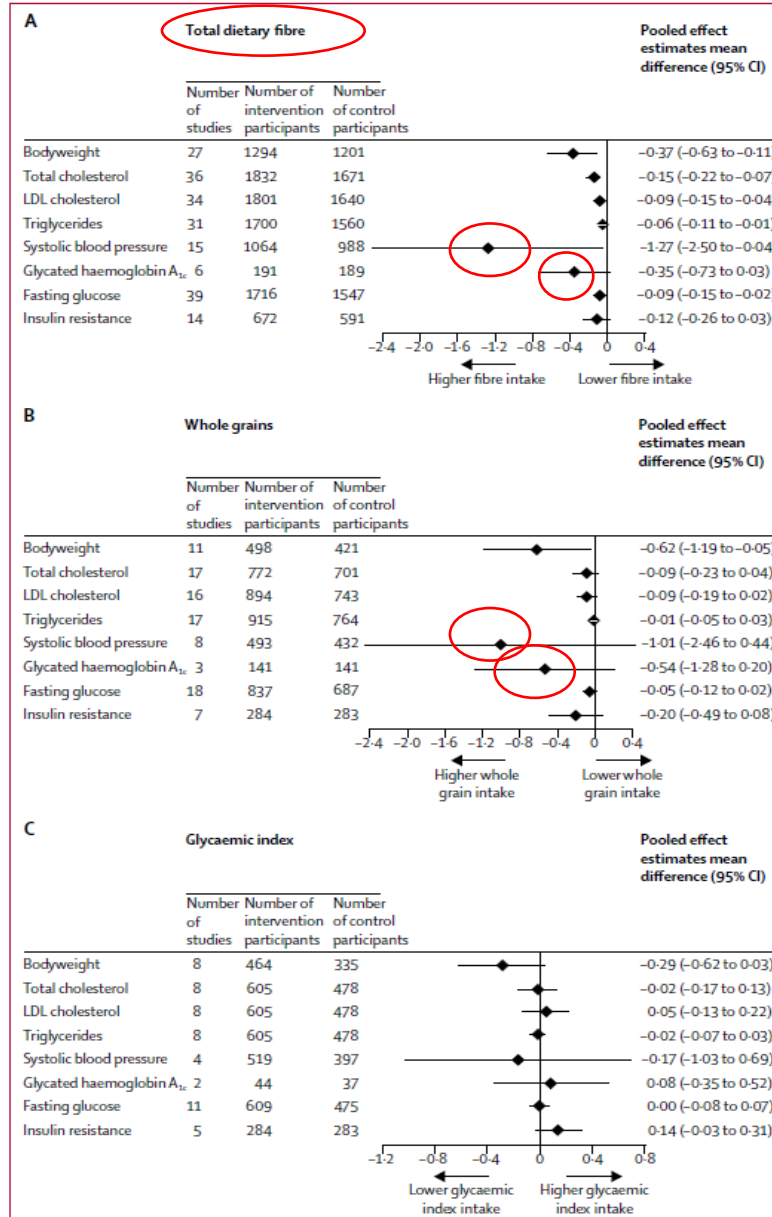 A
Total dietary fibre
Pooled effect
estimates mean
difference (95% CI)
Number Number of Number
of intervention of control
studies participants participants
Bodyweight 27 1294 1201 –0·37 (–0·63 to –0·11
Total cholesterol 36 1832 1671 –0·15 (–0·22 to –0·07
LDL cholesterol 34 1801 1640 –0·09 (–0·15 to –0·04
Triglycerides 31 1700 1560 –0·06 (–0·11 to –0·01
Systolic blood pressure 15 1064 988 –1·27 (–2·50 to –0·04
Glycated haemoglobin A1c 6 191 189 –0·35 (–0·73 to 0·03)
Fasting glucose 39 1716 1547 –0·09 (–0·15 to –0·02
Insulin resistance 14 672 591 –0·12 (–0·26 to 0·03)
–2·4 –2·0 –1·6 –1·2 –0·8 –0·4 0 0·4
Higher fibre intake Lower fibre intake
B
Whole grains
Pooled effect
estimates mean
difference (95% CI)
Number Number of Number
of intervention of control
studies participants participants
Bodyweight 11 498 421 –0·62 (–1·19 to –0·05)
Total cholesterol 17 772 701 –0·09 (–0·23 to 0·04)
LDL cholesterol 16 894 743 –0·09 (–0·19 to 0·02)
Triglycerides 17 915 764 –0·01 (–0·05 to 0·03)
Systolic blood pressure 8 493 432 –1·01 (–2·46 to 0·44)
Glycated haemoglobin A1c 3 141 141 –0·54 (–1·28 to 0·20)
Fasting glucose 18 837 687 –0·05 (–0·12 to 0·02)
Insulin resistance 7 284 283 –0·20 (–0·49 to 0·08)
–2·4 –2·0 –1·6 –1·2 –0·8 –0·4 0 0·4
Higher whole Lower whole
grain intake grain intake
C
Glycaemic index
Pooled effect
estimates mean
difference (95% CI)
Number Number of Number
of intervention of control
studies participants participants
Bodyweight 8 464 335 –0·29 (–0·62 to 0·03)
Total cholesterol 8 605 478 –0·02 (–0·17 to 0·13)
LDL cholesterol 8 605 478 0·05 (–0·13 to 0·22)
Triglycerides 8 605 478 –0·02 (–0·07 to 0·03)
Systolic blood pressure 4 519 397 –0·17 (–1·03 to 0·69)
Glycated haemoglobin A1c 2 44 37 0·08 (–0·35 to 0·52)
Fasting glucose 11 609 475 0·00 (–0·08 to 0·07)
Insulin resistance 5 284 283 0·14 (–0·03 to 0·31)
–1·2 –0·8 –0·4 0 0·4 0·8
Lower glycaemic Higher glycaemic
index intake index intake